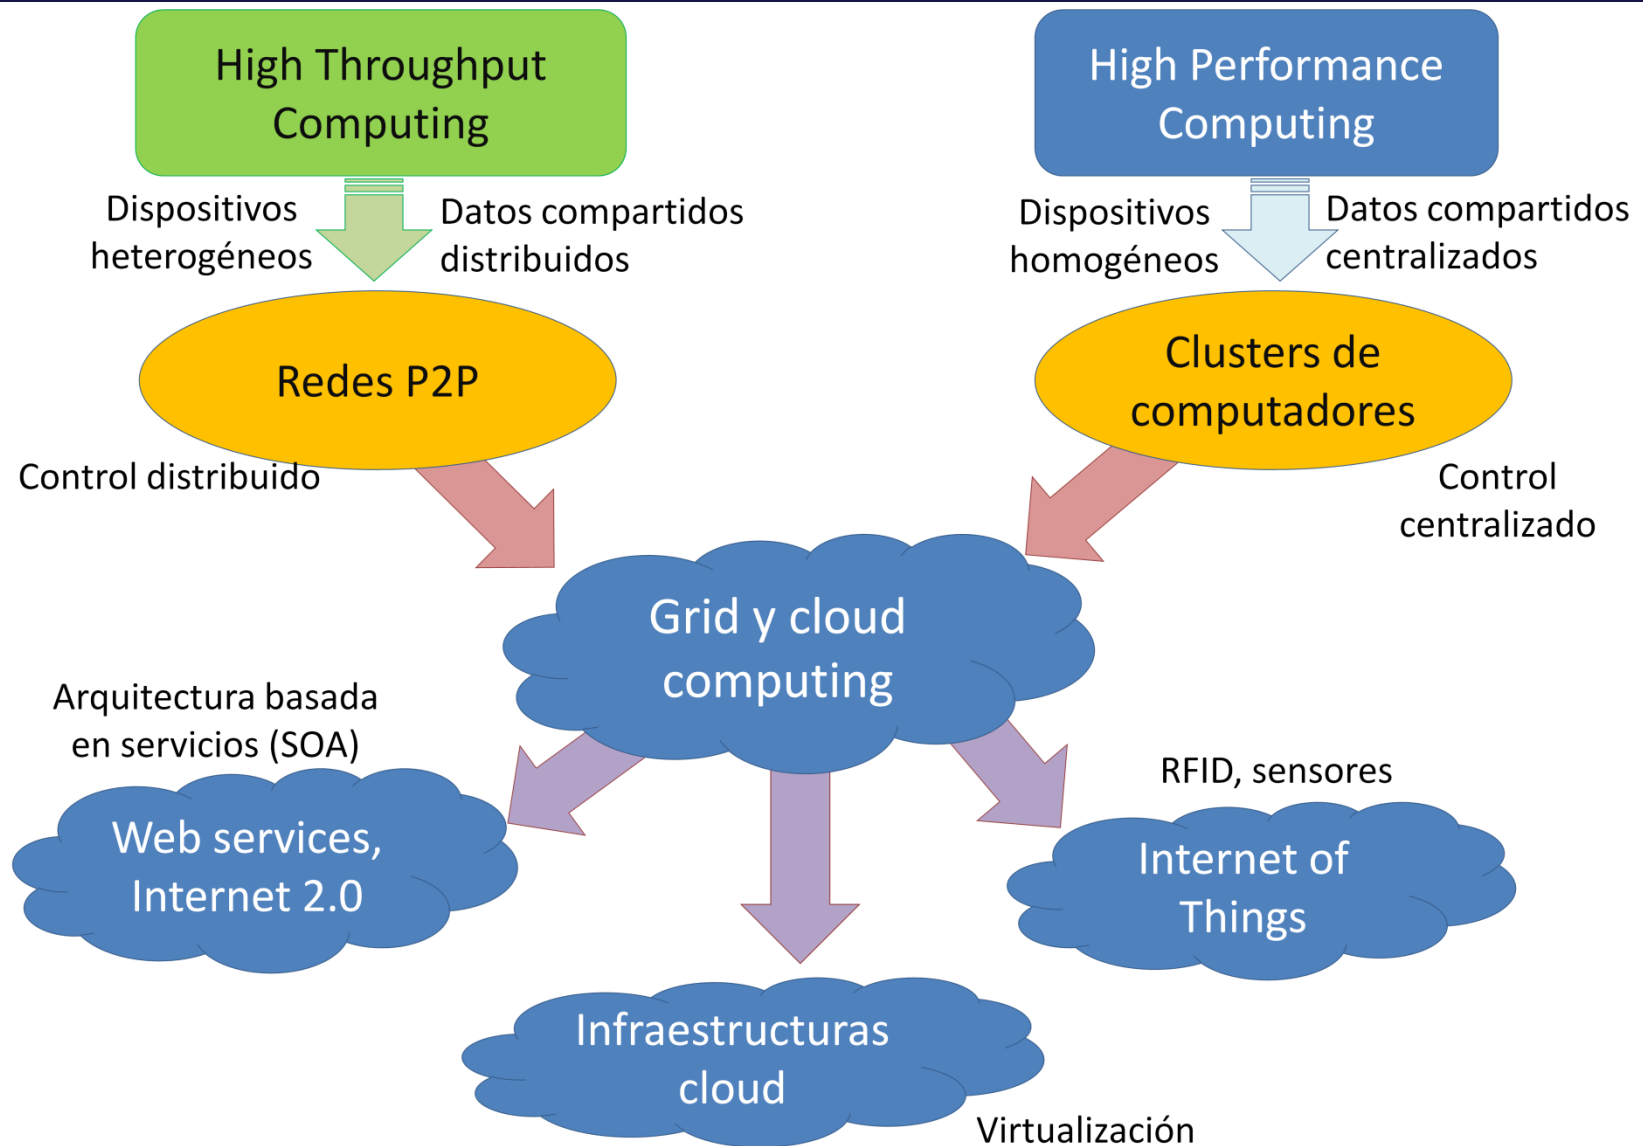 High Throughput
Computing
High Performance
Computing
Dispositivos
heterogéneos
Datos compartidos
distribuidos
Dispositivos
homogéneos
Datos compartidos
centralizados
Redes P2P
Clusters de
computadores
Control distribuido
Control
centralizado
Grid y cloud
computing
Arquitectura basada
en servicios (SOA)
RFID, sensores
Web services,
Internet 2.0
Internet of
Things
Infraestructuras
cloud
Virtualización